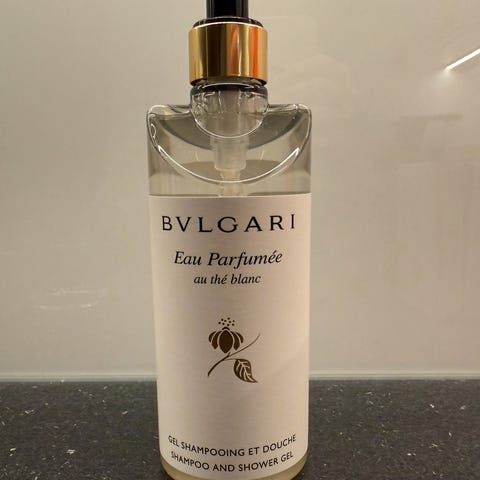 BVLGARI
Eau Parfumée
au thé blanc
GEL SHAMPOOING ET DOUCHE
SHAMPOO AND SHOWER GEL